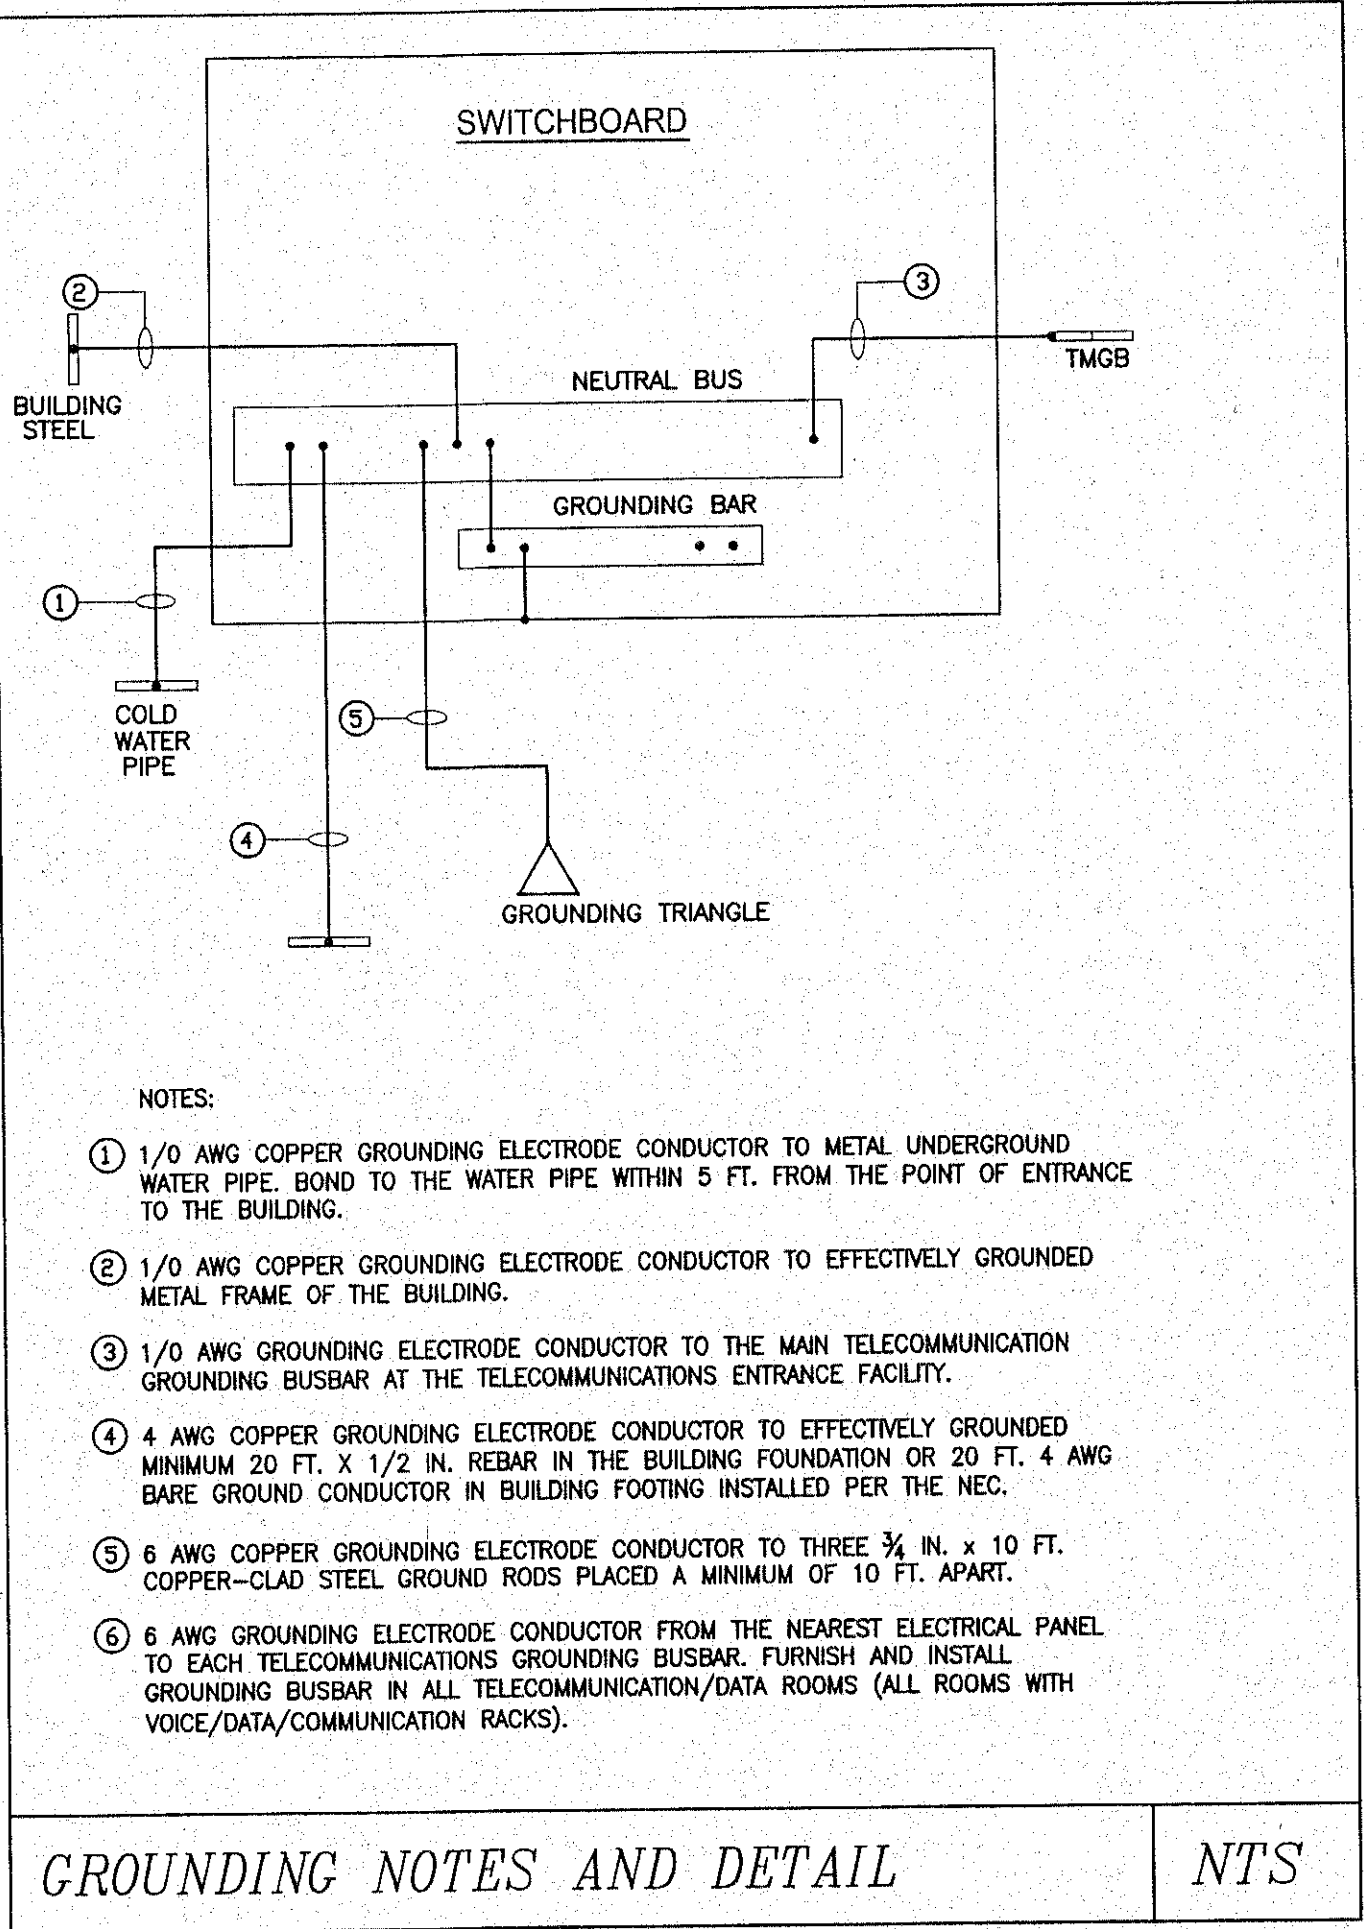 SWITCHBOARD
2
3
TMGB
BUILDING
STEEL
NEUTRAL BUS
GROUNDING BAR
1
COLD
WATER
PIPE
5
4
GROUNDING TRIANGLE
NOTES:
1 1/0 AWG COPPER GROUNDING ELECTRODE CONDUCTOR TO METAL UNDERGROUND
WATER PIPE. BOND TO THE WATER PIPE WITHIN 5 FT. FROM THE POINT OF ENTRANCE
TO THE BUILDING.
2 1/0 AWG COPPER GROUNDING ELECTRODE CONDUCTOR TO EFFECTIVELY GROUNDED
METAL FRAME OF THE BUILDING.
3 1/0 AWG GROUNDING ELECTRODE CONDUCTOR TO THE MAIN TELECOMMUNICATION
GROUNDING BUSBAR AT THE TELECOMMUNICATIONS ENTRANCE FACILITY.
4 4 AWG COPPER GROUNDING ELECTRODE CONDUCTOR TO EFFECTIVELY GROUNDED
MINIMUM 20 FT. X 1/2 IN. REBAR IN THE BUILDING FOUNDATION OR 20 FT. 4 AWG
BARE GROUND CONDUCTOR IN BUILDING FOOTING INSTALLED PER THE NEC.
5 6 AWG COPPER GROUNDING ELECTRODE CONDUCTOR TO THREE ¾ IN. x 10 FT.
COPPER-CLAD STEEL GROUND RODS PLACED A MINIMUM OF 10 FT. APART.
6 6 AWG GROUNDING ELECTRODE CONDUCTOR FROM THE NEAREST ELECTRICAL PANEL
TO EACH TELECOMMUNICATIONS GROUNDING BUSBAR. FURNISH AND INSTALL
GROUNDING BUSBAR IN ALL TELECOMMUNICATION/DATA ROOMS (ALL ROOMS WITH
VOICE/DATA/COMMUNICATION RACKS).
GROUNDING NOTES AND DETAIL
NTS